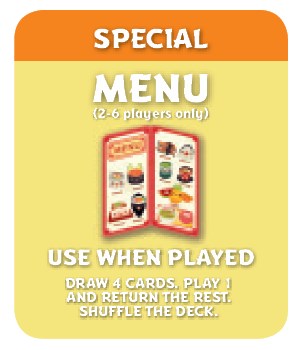 SPECIAL
MENU
(2-6 players only)
MENU
USE WHEN PLAYED
DRAW 4 CARDS. PLAY 1
AND RETURN THE REST.
SHUFFLE THE DECK.